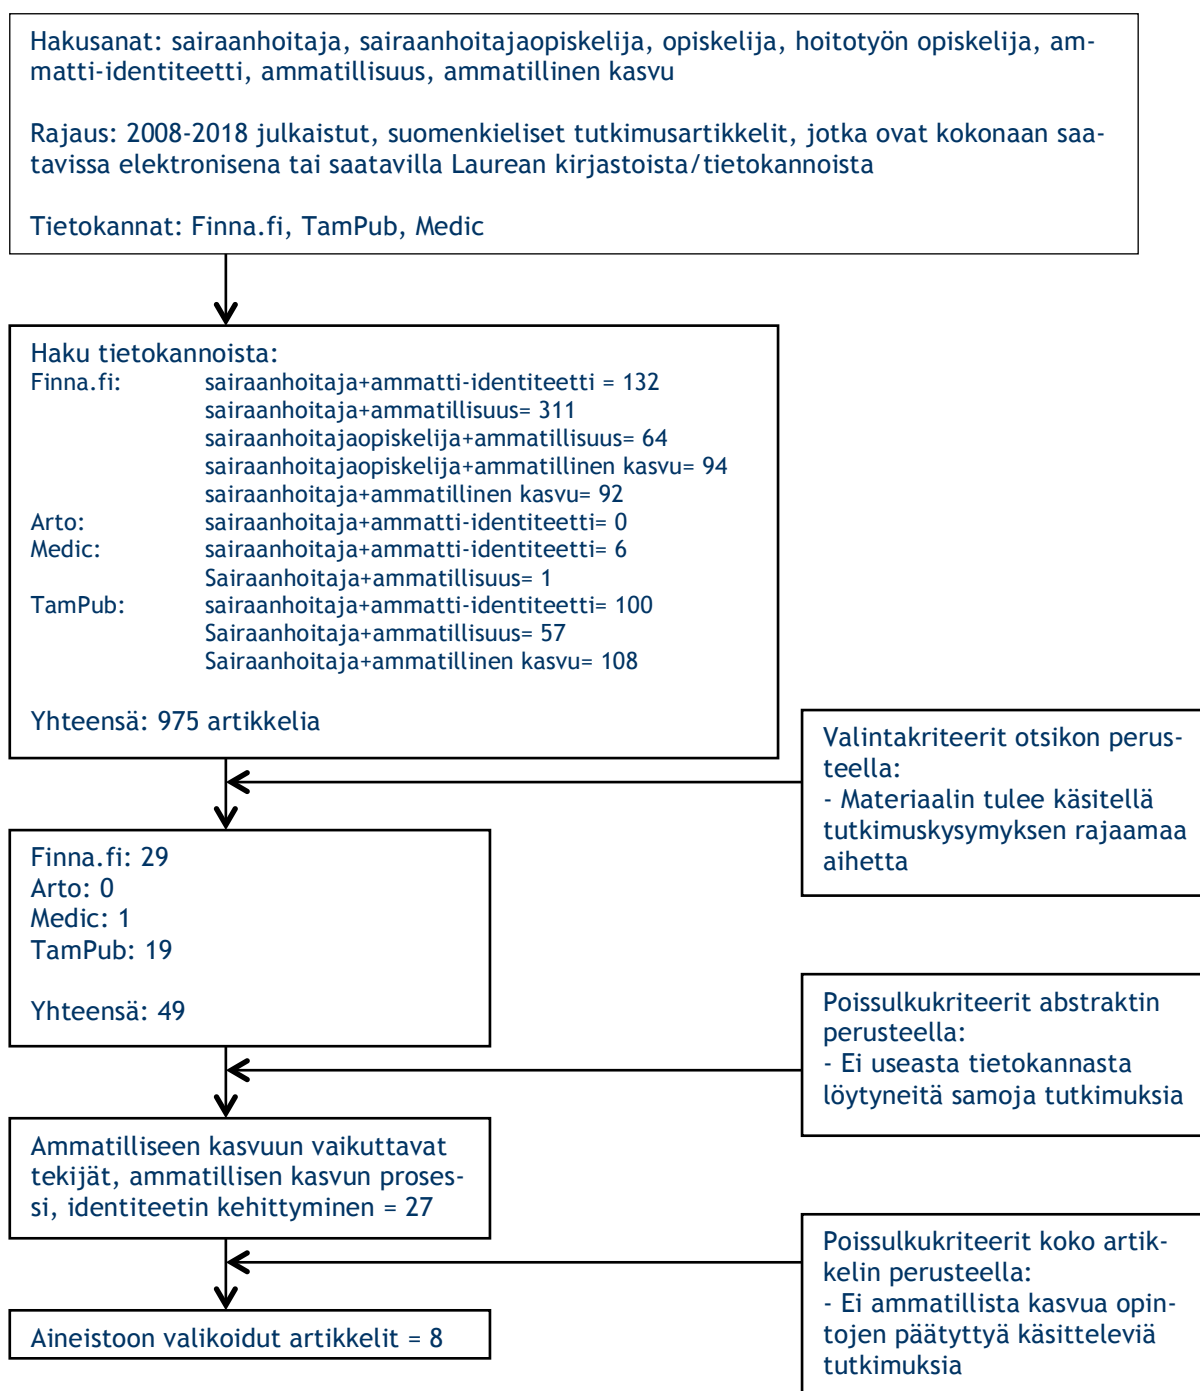 Hakusanat: sairaanhoitaja, sairaanhoitajaopiskelija, opiskelija, hoitotyön opiskelija, am-
matti-identiteetti, ammatillisuus, ammatillinen kasvu
Rajaus: 2008-2018 julkaistut, suomenkieliset tutkimusartikkelit, jotka ovat kokonaan saa-
tavissa elektronisena tai saatavilla Laurean kirjastoista/tietokannoista
Tietokannat: Finna.fi, TamPub, Medic
Haku tietokannoista:
Finna.fi: sairaanhoitaja+ammatti-identiteetti = 132
sairaanhoitaja+ammatillisuus= 311
sairaanhoitajaopiskelija+ammatillisuus= 64
sairaanhoitajaopiskelija+ammatillinen kasvu= 94
sairaanhoitaja+ammatillinen kasvu= 92
Arto: sairaanhoitaja+ammatti-identiteetti= 0
Medic: sairaanhoitaja+ammatti-identiteetti= 6
Sairaanhoitaja+ammatillisuus= 1
TamPub: sairaanhoitaja+ammatti-identiteetti= 100
Sairaanhoitaja+ammatillisuus= 57
Sairaanhoitaja+ammatillinen kasvu= 108
Yhteensä: 975 artikkelia
Valintakriteerit otsikon perus-
teella:
- Materiaalin tulee käsitellä
tutkimuskysymyksen rajaamaa
aihetta
Finna.fi: 29
Arto: 0
Medic: 1
TamPub: 19
Yhteensä: 49
Poissulkukriteerit abstraktin
perusteella:
- Ei useasta tietokannasta
löytyneitä samoja tutkimuksia
Ammatilliseen kasvuun vaikuttavat
tekijät, ammatillisen kasvun proses-
si, identiteetin kehittyminen = 27
Poissulkukriteerit koko artik-
kelin perusteella:
- Ei ammatillista kasvua opin-
tojen päätyttyä käsitteleviä
tutkimuksia
Aineistoon valikoidut artikkelit = 8